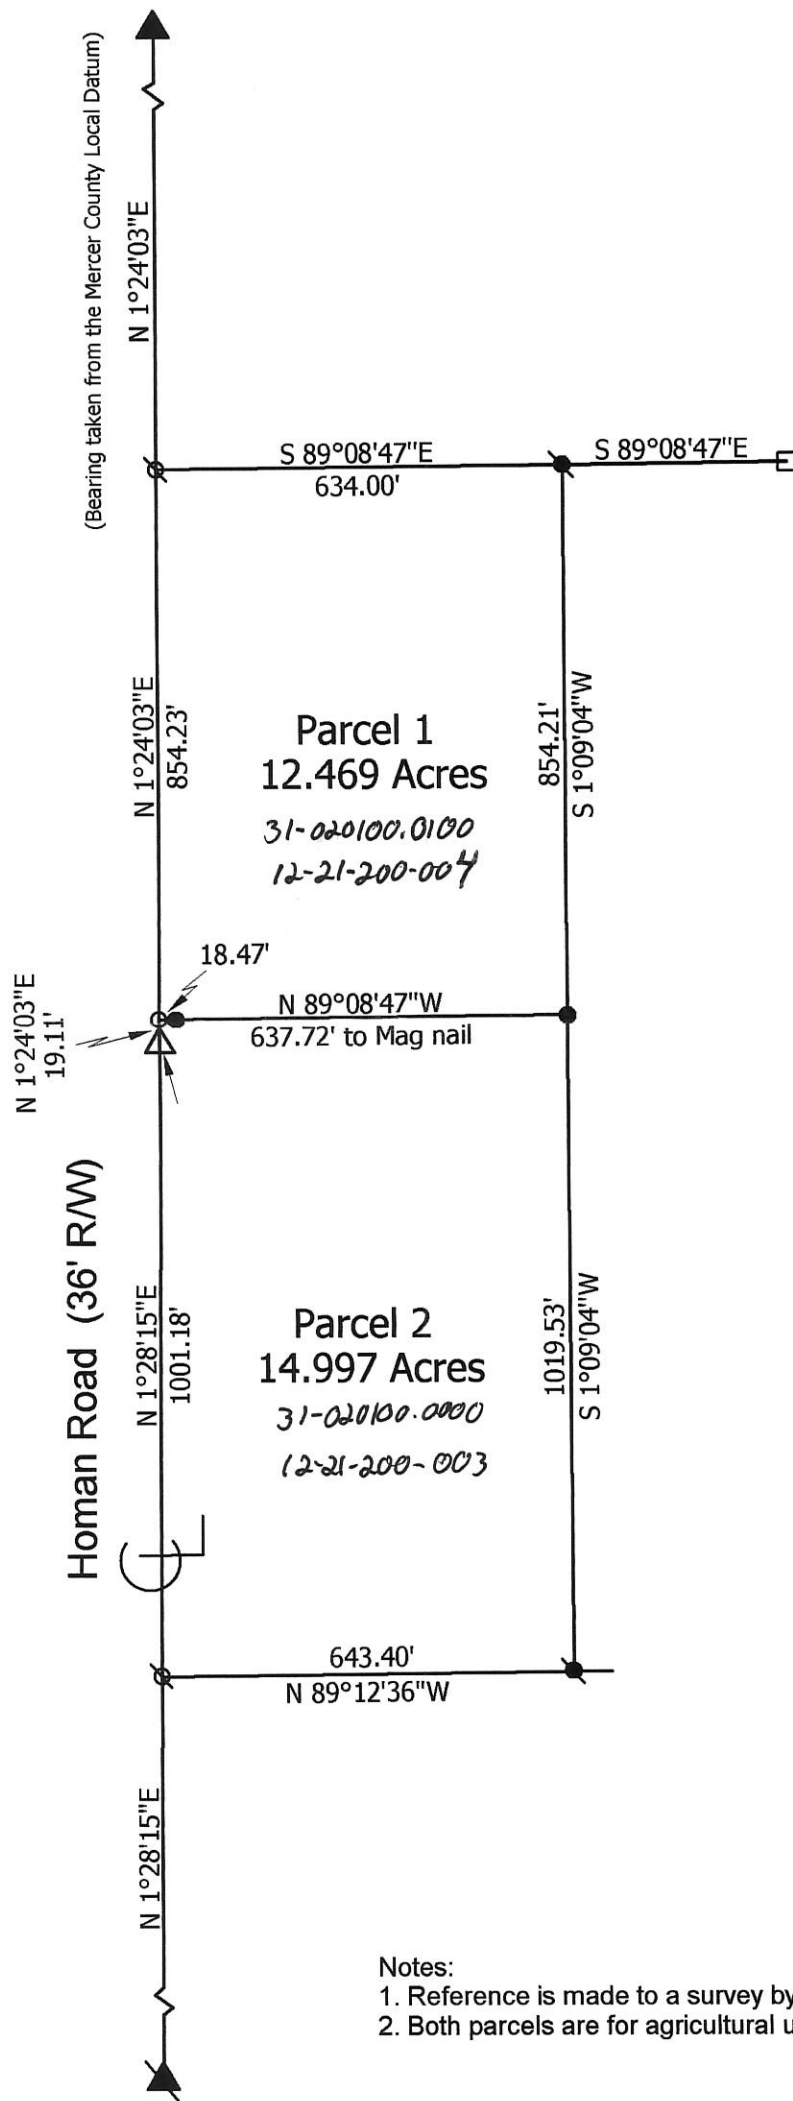 (Bearing taken from the Mercer County Local Datum)
N 1°24'03"E
S 89°08'47"E
634.00'
S 89°08'47"E
N 1°24'03"E
854.23'
Parcel 1
12.469 Acres
31-020100.0100
12-21-200-004
854.21'
S 1°09'04"W
18.47'
N 1°24'03"E
19.11'
N 89°08'47"W
637.72' to Mag nail
Homan Road (36' R/W)
N 1°28'15"E
1001.18'
Parcel 2
14.997 Acres
31-020100.0000
12-21-200-003
1019.53'
S 1°09'04"W
643.40'
N 89°12'36"W
N 1°28'15"E
Notes:
1. Reference is made to a survey by
2. Both parcels are for agricultural u